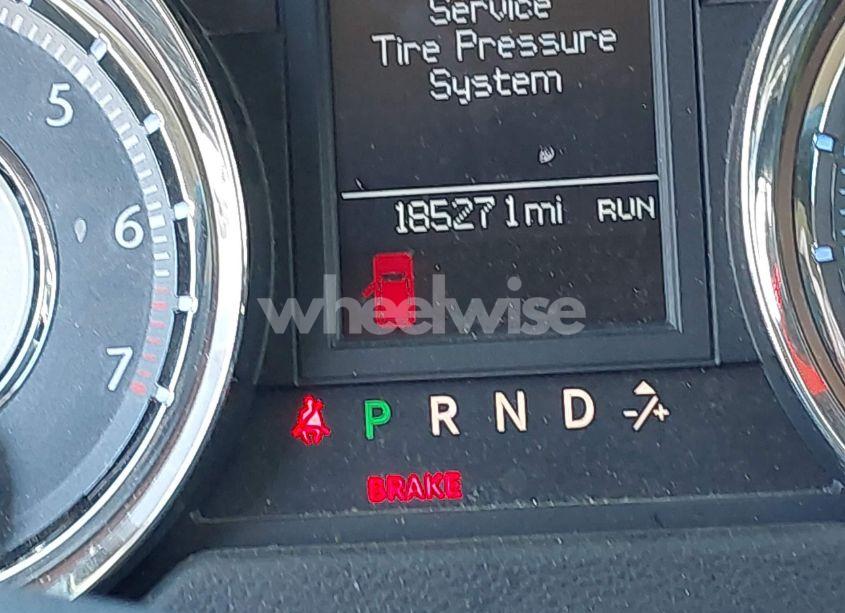 Service
Tire Pressure
System
5
6
7
185271mi RUN
wheelwise
P R N D -/+
BRAKE